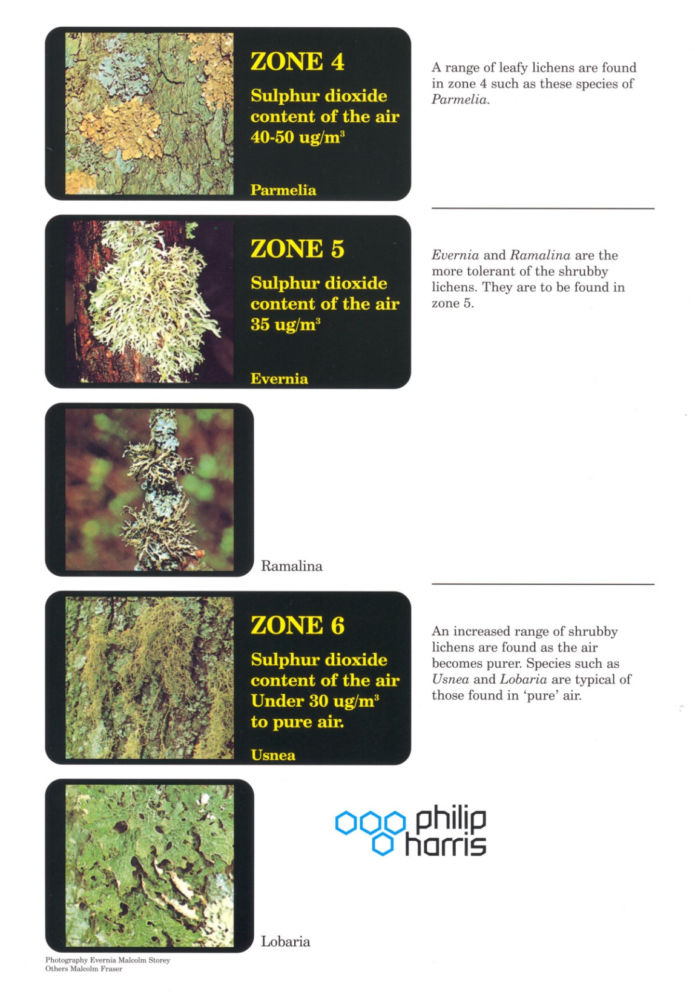 ZONE 4
Sulphur dioxide
content of the air
40-50 ug/m³
Parmelia
A range of leafy lichens are found
in zone 4 such as these species of
Parmelia.
ZONE 5
Sulphur dioxide
content of the air
35 ug/m³
Evernia
Evernia and Ramalina are the
more tolerant of the shrubby
lichens. They are to be found in
zone 5.
Ramalina
ZONE 6
Sulphur dioxide
content of the air
Under 30 ug/m³
to pure air.
Usnea
An increased range of shrubby
lichens are found as the air
becomes purer. Species such as
Usnea and Lobaria are typical of
those found in ‘pure’ air.
Lobaria
philip
harris
Photography Evernia Malcolm Storey
Others Malcolm Fraser